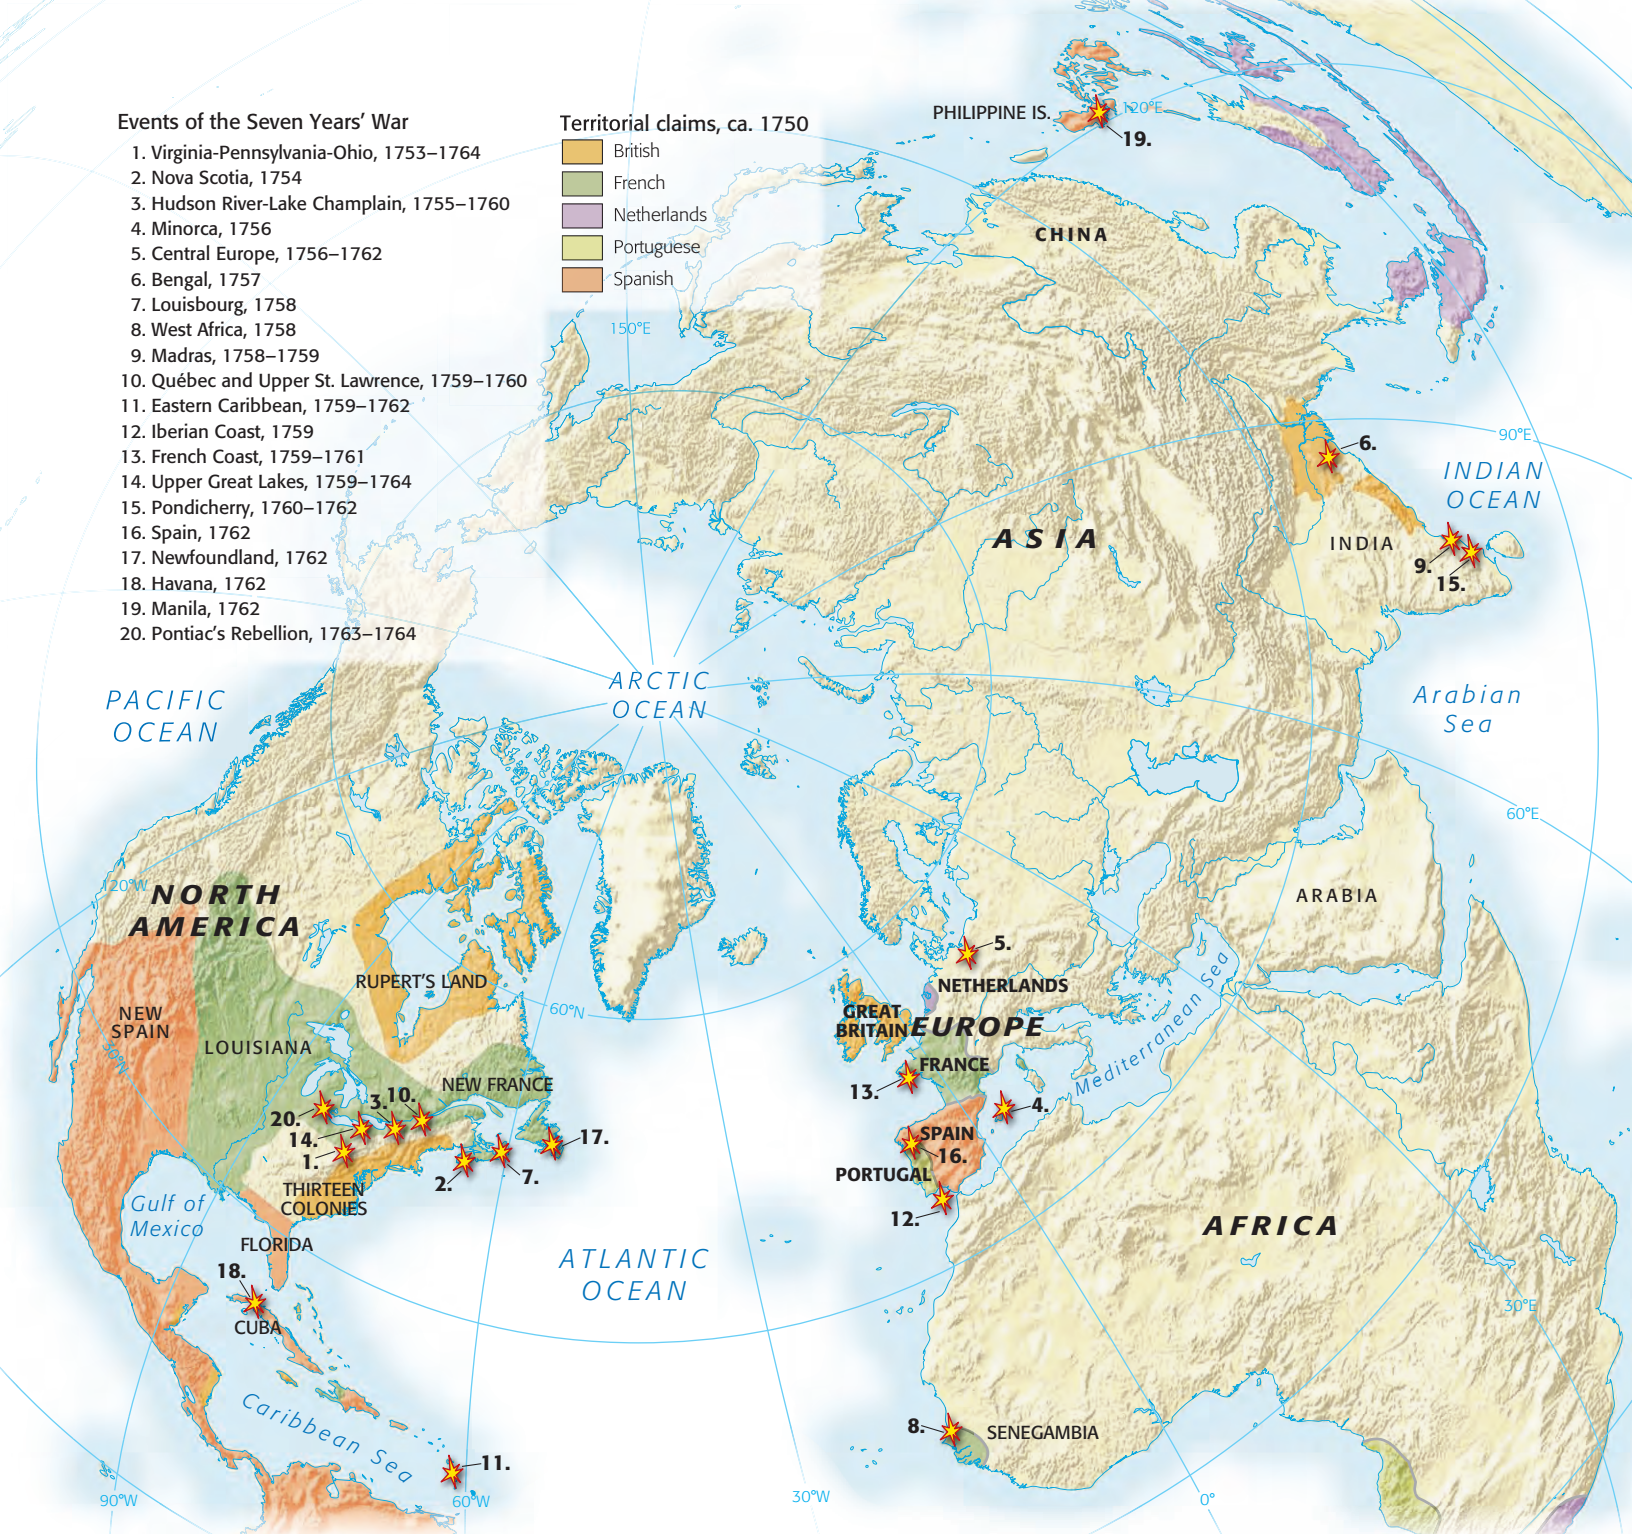 Events of the Seven Years' War
1. Virginia-Pennsylvania-Ohio, 1753–1764
2. Nova Scotia, 1754
3. Hudson River-Lake Champlain, 1755–1760
4. Minorca, 1756
5. Central Europe, 1756–1762
6. Bengal, 1757
7. Louisbourg, 1758
8. West Africa, 1758
9. Madras, 1758–1759
10. Québec and Upper St. Lawrence, 1759–1760
11. Eastern Caribbean, 1759–1762
12. Iberian Coast, 1759
13. French Coast, 1759–1761
14. Upper Great Lakes, 1759–1764
15. Pondicherry, 1760–1762
16. Spain, 1762
17. Newfoundland, 1762
18. Havana, 1762
19. Manila, 1762
20. Pontiac's Rebellion, 1763–1764
Territorial claims, ca. 1750
British
French
Netherlands
Portuguese
Spanish
PHILIPPINE IS.
120°E
19.
CHINA
150°E
90°E
6.
INDIAN
OCEAN
ASIA
INDIA
9.
15.
ARCTIC
OCEAN
PACIFIC
OCEAN
Arabian
Sea
60°E
120°W
NORTH
AMERICA
ARABIA
5.
RUPERT'S LAND
NETHERLANDS
60°N
GREAT
BRITAIN
EUROPE
NEW
SPAIN
LOUISIANA
30°N
FRANCE
Mediterranean Sea
NEW FRANCE
13.
4.
20.
3.
10.
14.
1.
17.
SPAIN
16.
2.
7.
PORTUGAL
THIRTEEN
COLONIES
Gulf of
Mexico
12.
AFRICA
FLORIDA
ATLANTIC
OCEAN
18.
CUBA
30°E
Caribbean Sea
8.
SENEGAMBIA
11.
90°W
60°W
30°W
0°